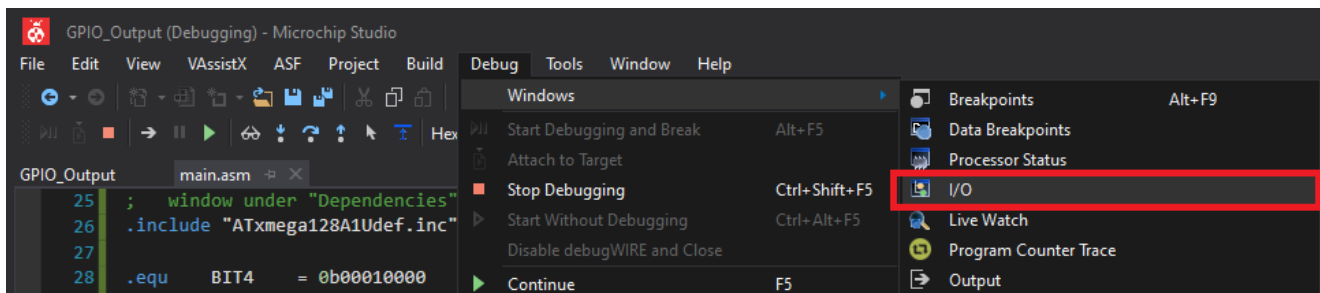 GPIO_Output (Debugging) - Microchip Studio
File Edit View VAssistX ASF Project Build Debug Tools Window Help
Windows
Breakpoints Alt+F9
Start Debugging and Break Alt+F5
Data Breakpoints
Attach to Target
Processor Status
Stop Debugging Ctrl+Shift+F5
I/O
Start Without Debugging Ctrl+Alt+F5
Live Watch
Disable debugWIRE and Close
Program Counter Trace
Continue F5
Output
Hex
GPIO_Output main.asm
25 ; window under "Dependencies"
26 .include "ATxmega128A1Udef.inc"
27
28 .equ BIT4 = 0b00010000